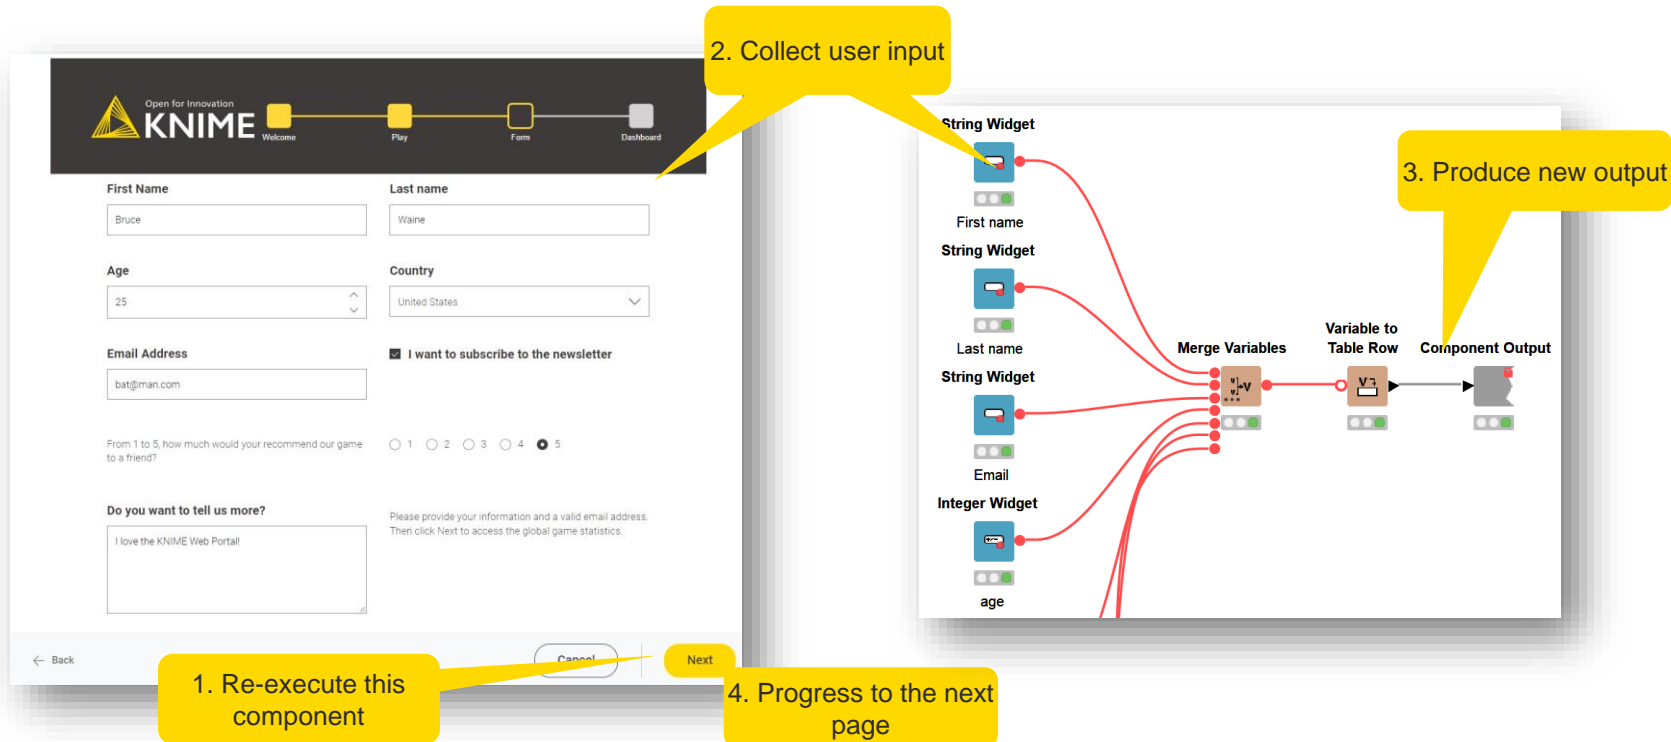 2. Collect user input
Open for Innovation
KNIME
Welcome
Play
Form
Dashboard
First Name
Last name
Bruce
Waine
Age
Country
25
United States
Email Address
I want to subscribe to the newsletter
bat@man.com
From 1 to 5, how much would your recommend our game
to a friend?
1 2 3 4 5
Do you want to tell us more?
Please provide your information and a valid email address.
Then click Next to access the global game statistics.
I love the KNIME Web Portal!
Back
Cancel
Next
1. Re-execute this
component
4. Progress to the next
page
3. Produce new output
String Widget
First name
String Widget
Last name
String Widget
Email
Integer Widget
age
Merge Variables
Variable to
Table Row
Component Output